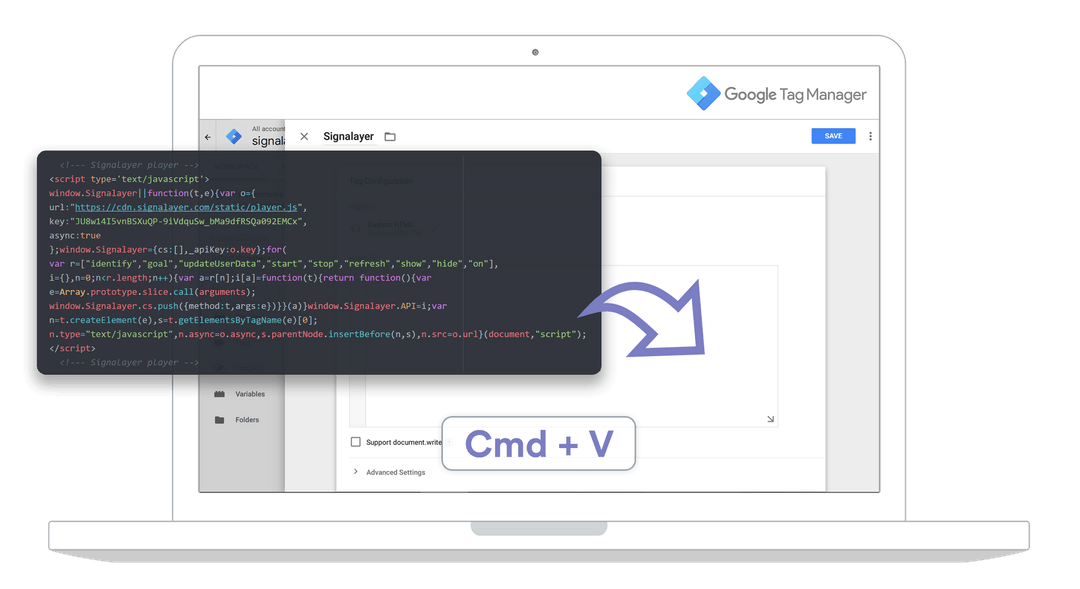 Google Tag Manager
All accoun
signala
Signalayer
SAVE
<!--- Signalayer player -->
<script type='text/javascript'>
window.Signalayer||function(t,e){var o={
url:"https://cdn.signalayer.com/static/player.js",
key:"JU8w14I5vnBSXuQP-9iVdquSw_bMa9dfRSQa092EMCx",
async:true
};window.Signalayer={cs:[],_apiKey:o.key};for(
var r=["identify","goal","updateUserData","start","stop","refresh","show","hide","on"],
i={},n=0;n<r.length;n++){var a=r[n];i[a]=function(t){return function(){var
e=Array.prototype.slice.call(arguments);
window.Signalayer.cs.push({method:t,args:e})}}(a)}window.Signalayer.API=i;var
n=t.createElement(e),s=t.getElementsByTagName(e)[0];
n.type="text/javascript",n.async=o.async,s.parentNode.insertBefore(n,s),n.src=o.url}(document,"script");
</script>
<!--- Signalayer player -->
Tag Configuration
Variables
Folders
Support document.write
Cmd + V
Advanced Settings